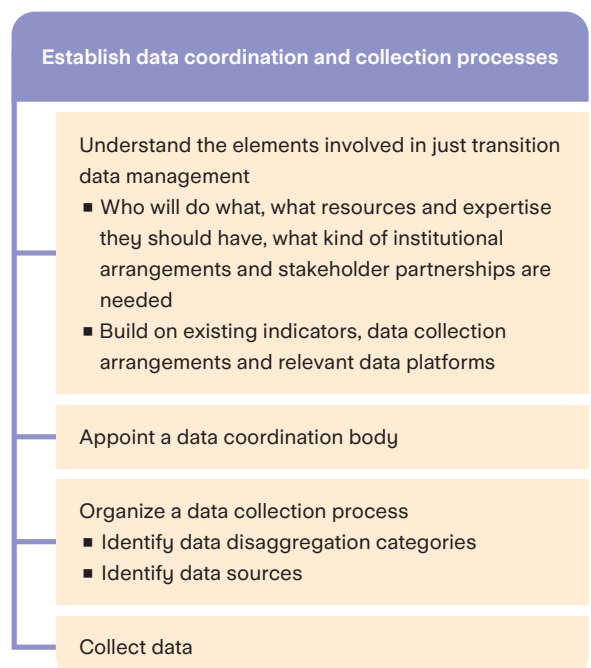 Establish data coordination and collection processes
Understand the elements involved in just transition
data management
▪ Who will do what, what resources and expertise
they should have, what kind of institutional
arrangements and stakeholder partnerships are
needed
▪ Build on existing indicators, data collection
arrangements and relevant data platforms
Appoint a data coordination body
Organize a data collection process
▪ Identify data disaggregation categories
▪ Identify data sources
Collect data